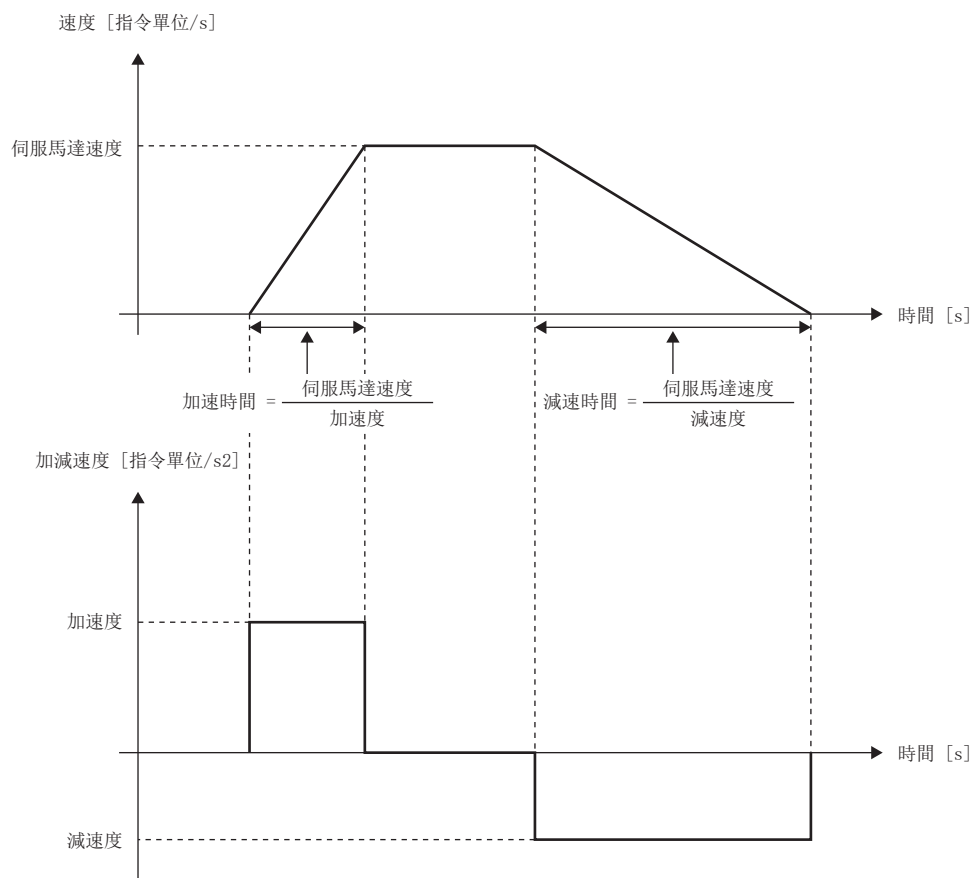 速度 [指令單位/s]
伺服馬達速度
時間 [s]
加速時間 = 伺服馬達速度
加速度
減速時間 = 伺服馬達速度
減速度
加減速度 [指令單位/s2]
加速度
時間 [s]
減速度